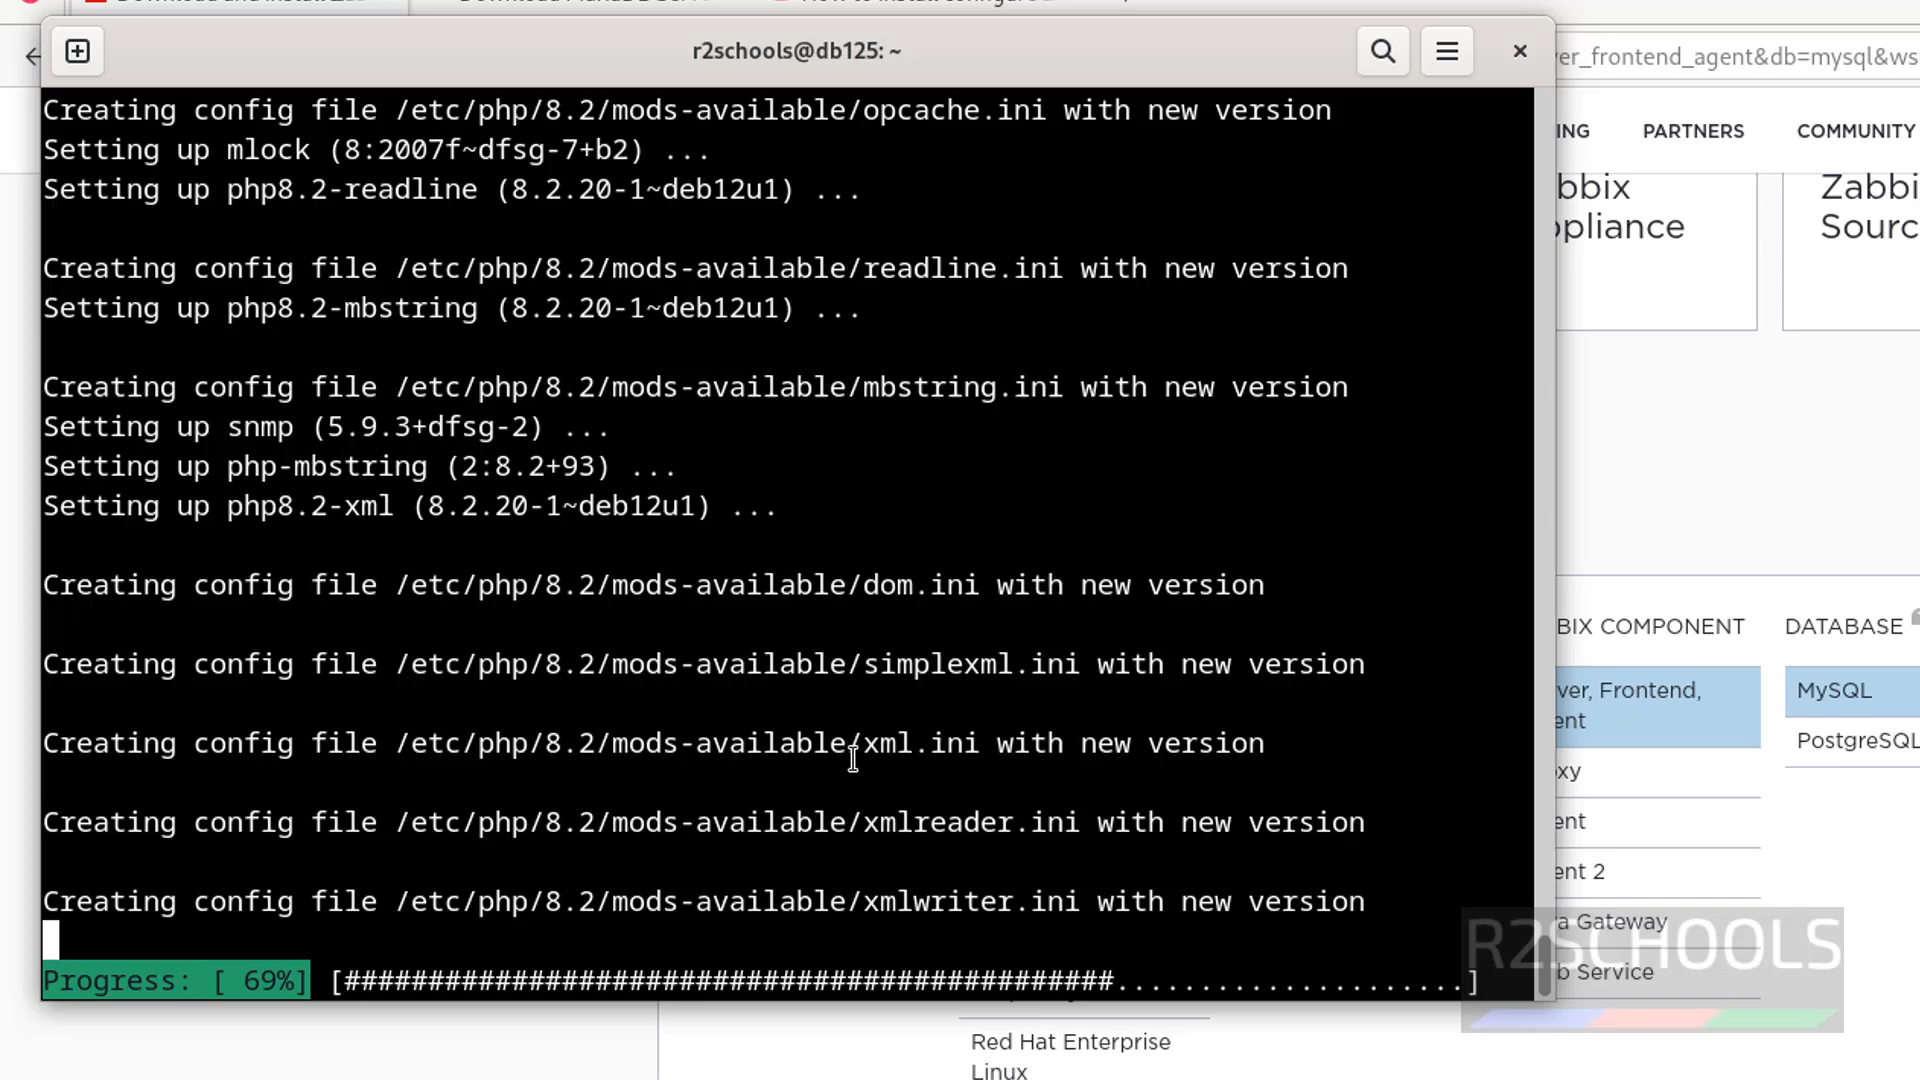 r2schools@db125: ~
er_frontend_agent&db=mysql&ws
Creating config file /etc/php/8.2/mods-available/opcache.ini with new version
Setting up mlock (8:2007f~dfsg-7+b2) ...
Setting up php8.2-readline (8.2.20-1~deb12u1) ...
Creating config file /etc/php/8.2/mods-available/readline.ini with new version
Setting up php8.2-mbstring (8.2.20-1~deb12u1) ...
Creating config file /etc/php/8.2/mods-available/mbstring.ini with new version
Setting up snmp (5.9.3+dfsg-2) ...
Setting up php-mbstring (2:8.2+93) ...
Setting up php8.2-xml (8.2.20-1~deb12u1) ...
Creating config file /etc/php/8.2/mods-available/dom.ini with new version
Creating config file /etc/php/8.2/mods-available/simplexml.ini with new version
Creating config file /etc/php/8.2/mods-available/xml.ini with new version
Creating config file /etc/php/8.2/mods-available/xmlreader.ini with new version
Creating config file /etc/php/8.2/mods-available/xmlwriter.ini with new version
Progress: [ 69%] [##############################################.....................]
ING PARTNERS COMMUNITY
bbix
pliance
Zabbi
Sourc
BIX COMPONENT
ver, Frontend,
ent
xy
ent
ent 2
a Gateway
b Service
DATABASE
MySQL
PostgreSQL
Red Hat Enterprise
Linux
R2SCHOOLS